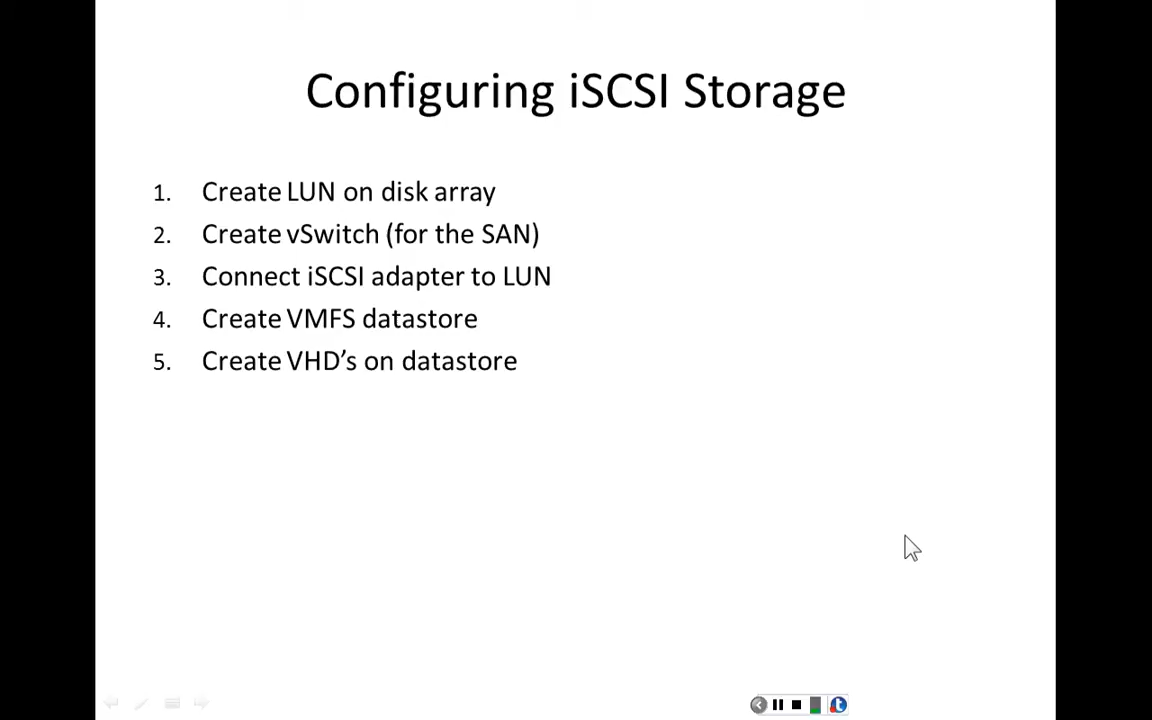 Configuring iSCSI Storage
1. Create LUN on disk array
2. Create vSwitch (for the SAN)
3. Connect iSCSI adapter to LUN
4. Create VMFS datastore
5. Create VHD’s on datastore